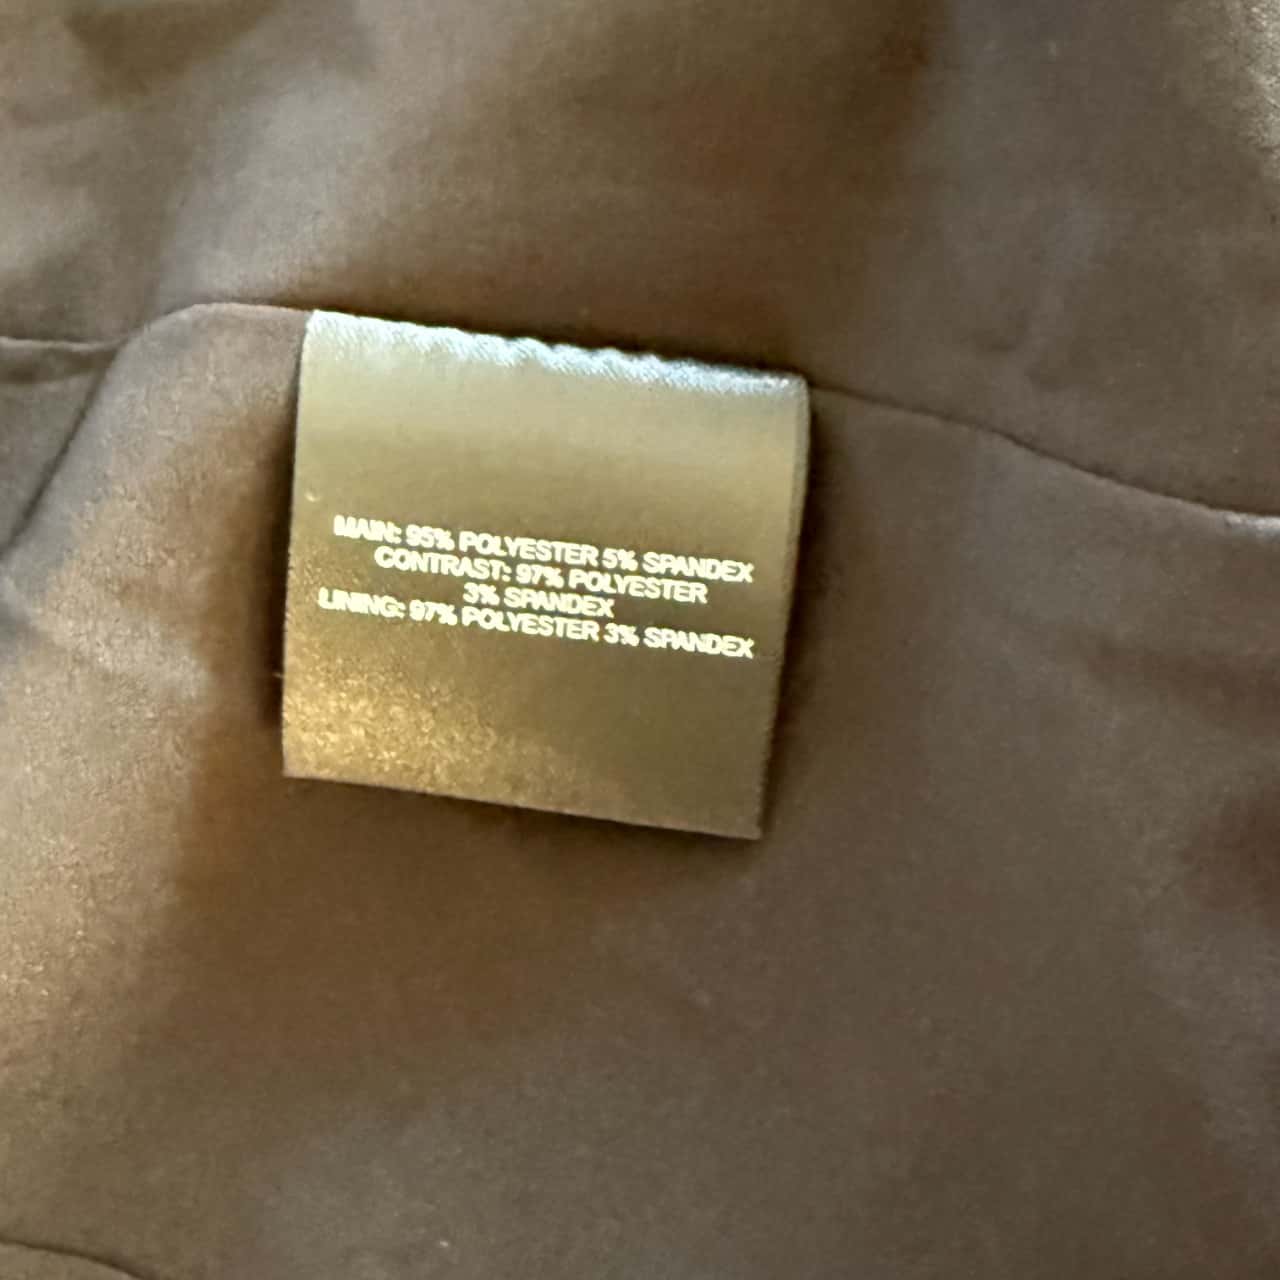 MAIN: 95% POLYESTER 5% SPANDEX
CONTRAST: 97% POLYESTER
3% SPANDEX
LINING: 97% POLYESTER 3% SPANDEX